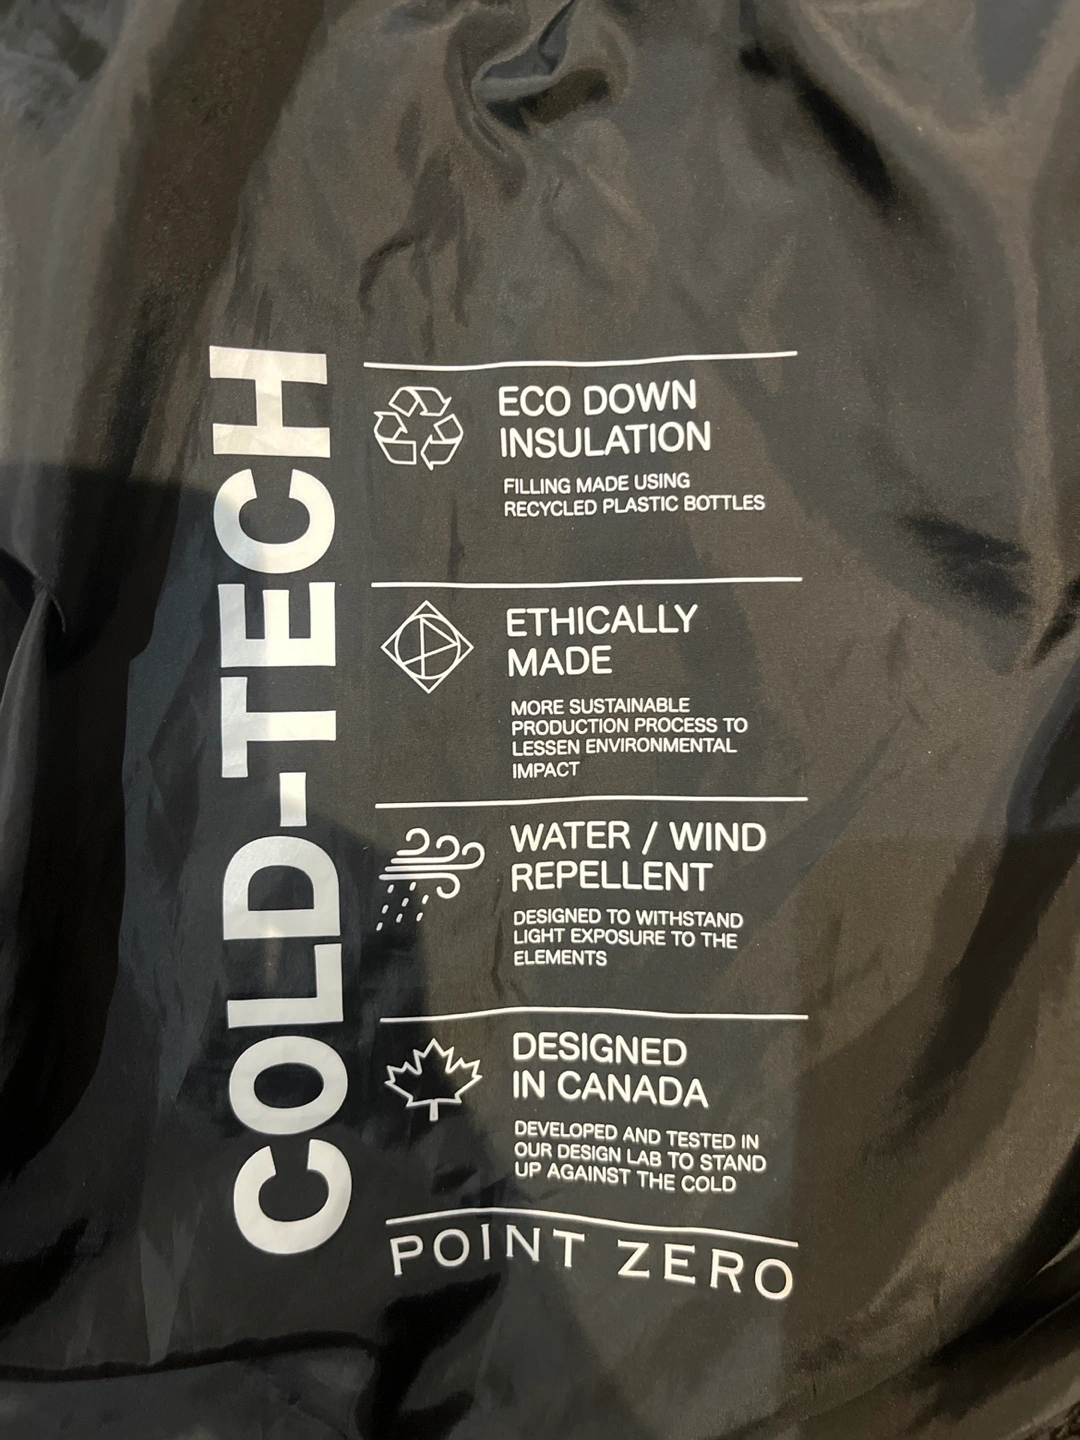 COLD-TECH
ECO DOWN
INSULATION
FILLING MADE USING
RECYCLED PLASTIC BOTTLES
ETHICALLY
MADE
MORE SUSTAINABLE
PRODUCTION PROCESS TO
LESSEN ENVIRONMENTAL
IMPACT
WATER / WIND
REPELLENT
DESIGNED TO WITHSTAND
LIGHT EXPOSURE TO THE
ELEMENTS
DESIGNED
IN CANADA
DEVELOPED AND TESTED IN
OUR DESIGN LAB TO STAND
UP AGAINST THE COLD
POINT ZERO